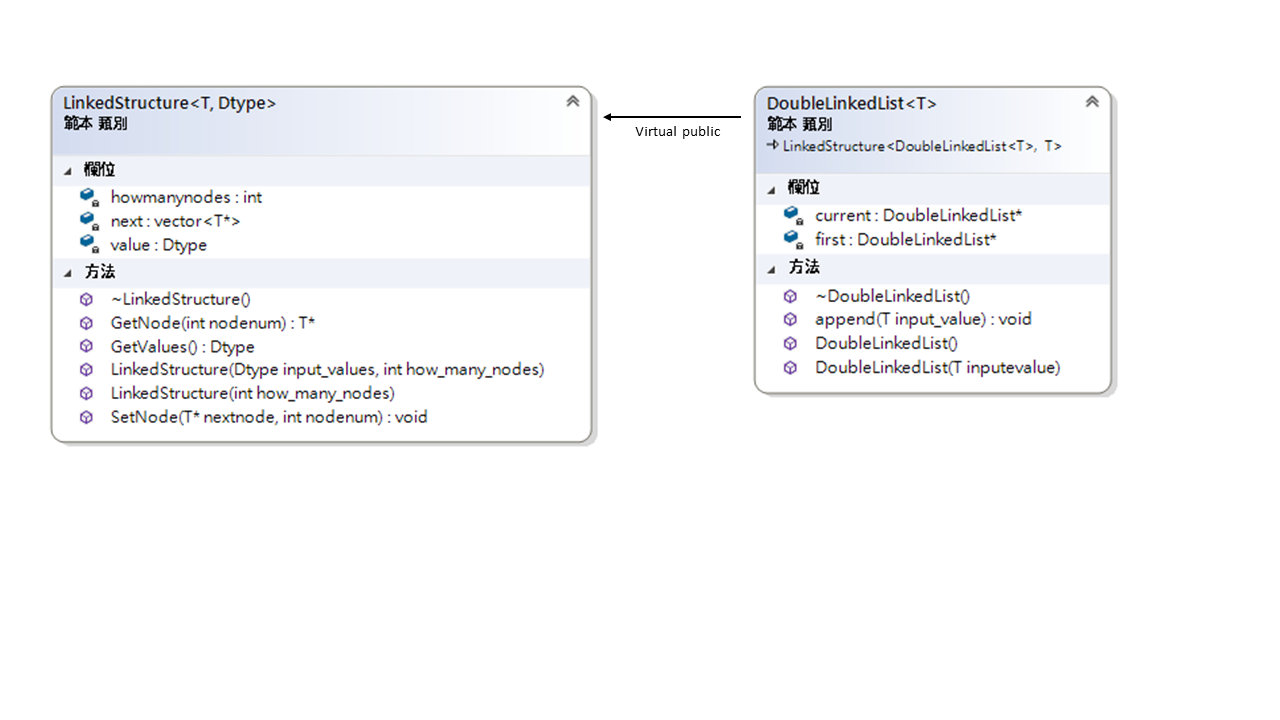 LinkedStructure<T, Dtype>
範本 類別
欄位
howmanynodes : int
next : vector<T*>
value : Dtype
方法
~LinkedStructure()
GetNode(int nodenum) : T*
GetValues() : Dtype
LinkedStructure(Dtype input_values, int how_many_nodes)
LinkedStructure(int how_many_nodes)
SetNode(T* nextnode, int nodenum) : void
Virtual public
DoubleLinkedList<T>
範本 類別
LinkedStructure<DoubleLinkedList<T>, T>
欄位
current : DoubleLinkedList*
first : DoubleLinkedList*
方法
~DoubleLinkedList()
append(T input_value) : void
DoubleLinkedList()
DoubleLinkedList(T inputevalue)